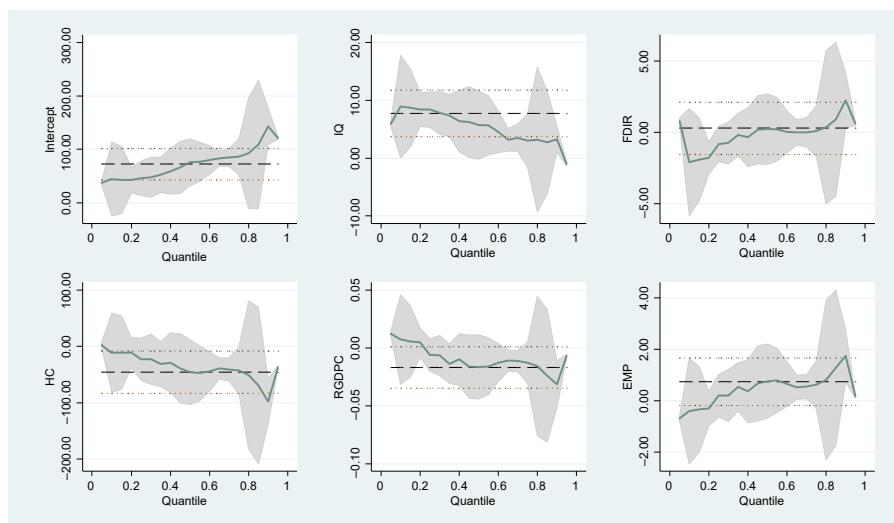 Intercept
300.00
200.00
100.00
0.00
0 0.2 0.4 0.6 0.8 1
Quantile
IQ
20.00
10.00
0.00
−10.00
0 0.2 0.4 0.6 0.8 1
Quantile
FDIR
5.00
0.00
−5.00
0 0.2 0.4 0.6 0.8 1
Quantile
HC
100.00
0.00
−100.00
−200.00
0 0.2 0.4 0.6 0.8 1
Quantile
RGDPC
0.05
0.00
−0.05
−0.10
0 0.2 0.4 0.6 0.8 1
Quantile
EMP
4.00
2.00
0.00
−2.00
0 0.2 0.4 0.6 0.8 1
Quantile